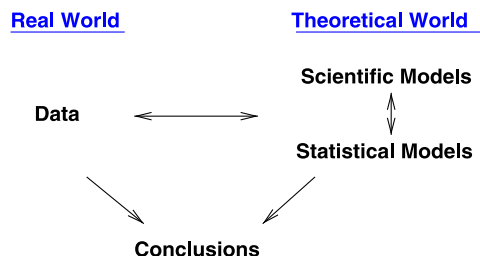 Real World
Theoretical World
Scientific Models
Data
Statistical Models
Conclusions